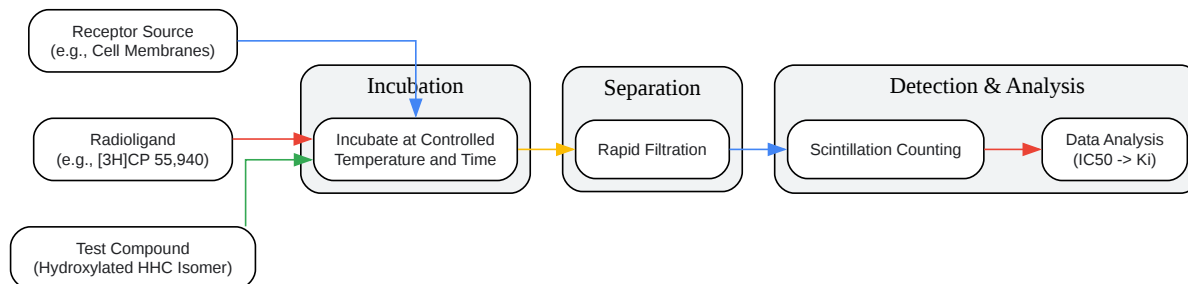 Receptor Source
(e.g., Cell Membranes)
Incubation
Separation
Detection & Analysis
Radioligand
(e.g., [3H]CP 55,940)
Incubate at Controlled
Temperature and Time
Rapid Filtration
Scintillation Counting
Data Analysis
(IC50 -> Ki)
Test Compound
(Hydroxylated HHC Isomer)